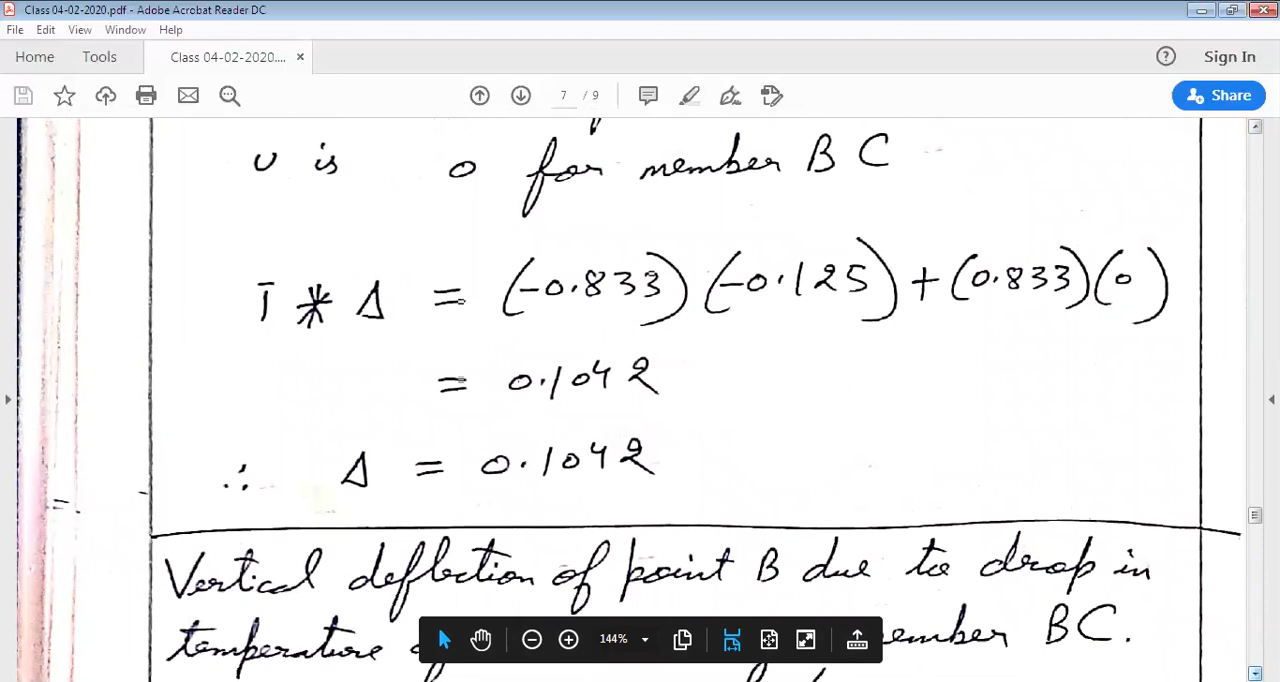 Class 04-02-2020.pdf - Adobe Acrobat Reader DC
File Edit View Window Help
Home Tools Class 04-02-2020.... × Sign In
7 / 9 Share
υ is 0 for member BC
1 * Δ = (-0.833)(-0.125)+(0.833)(0)
= 0.1042
∴ Δ = 0.1042
Vertical deflection of point B due to drop in
temperature
member BC.
144%